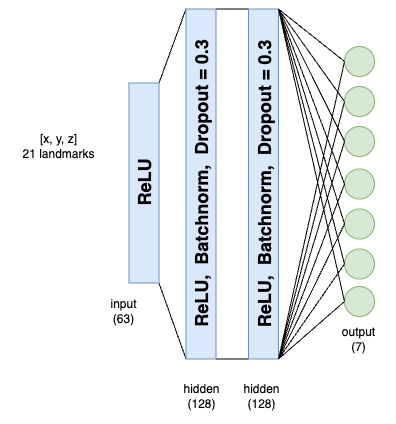 [x, y, z]
21 landmarks
ReLU
ReLU, Batchnorm, Dropout = 0.3
ReLU, Batchnorm, Dropout = 0.3
input
(63)
hidden
(128)
hidden
(128)
output
(7)